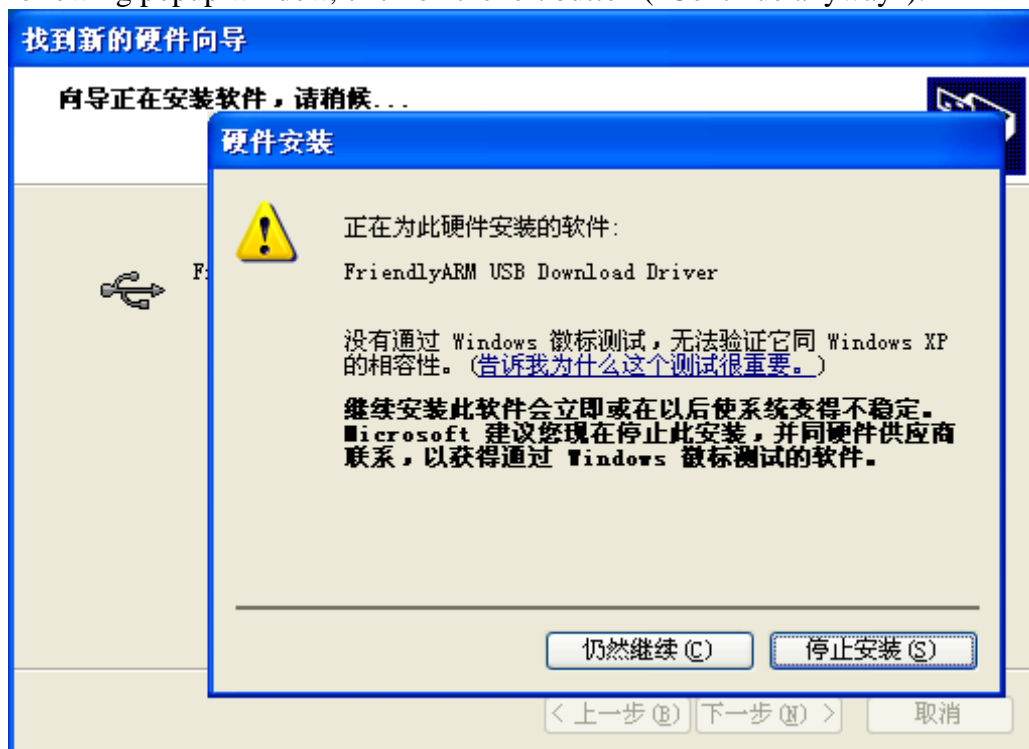 找到新的硬件向导
向导正在安装软件，请稍候...
硬件安装
正在为此硬件安装的软件:
FriendlyARM USB Download Driver
没有通过 Windows 徽标测试，无法验证它同 Windows XP
的相容性。(告诉我为什么这个测试很重要。)
继续安装此软件会立即或在以后使系统变得不稳定。
Microsoft 建议您现在停止此安装，并同硬件供应商
联系，以获得通过 Windows 徽标测试的软件。
仍然继续(C) 停止安装(S)
< 上一步(B) 下一步(N) > 取消